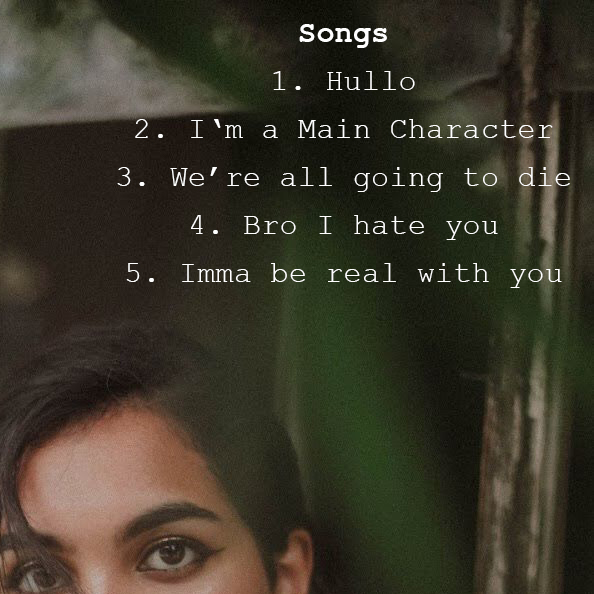 Songs
1. Hullo
2. I‛m a Main Character
3. We’re all going to die
4. Bro I hate you
5. Imma be real with you